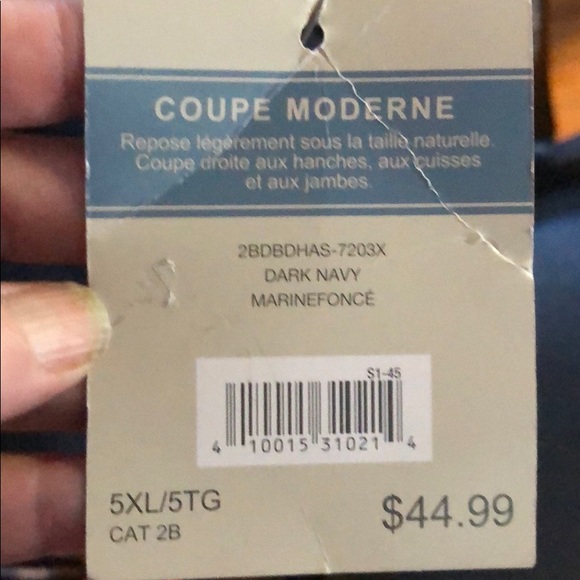 COUPE MODERNE
Repose légèrement sous la taille naturelle.
Coupe droite aux hanches, aux cuisses
et aux jambes.
2BDBDHAS-7203X
DARK NAVY
MARINEFONCÉ
S1-45
4 10015 31021 4
5XL/5TG
CAT 2B
$44.99